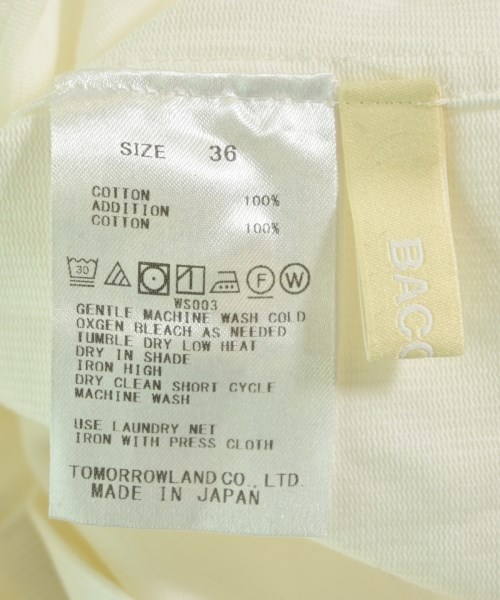 SIZE 36
COTTON 100%
ADDITION
COTTON 100%
30
F W
WS003
GENTLE MACHINE WASH COLD
OXGEN BLEACH AS NEEDED
TUMBLE DRY LOW HEAT
DRY IN SHADE
IRON HIGH
DRY CLEAN SHORT CYCLE
MACHINE WASH
USE LAUNDRY NET
IRON WITH PRESS CLOTH
TOMORROWLAND CO., LTD.
MADE IN JAPAN
BAC